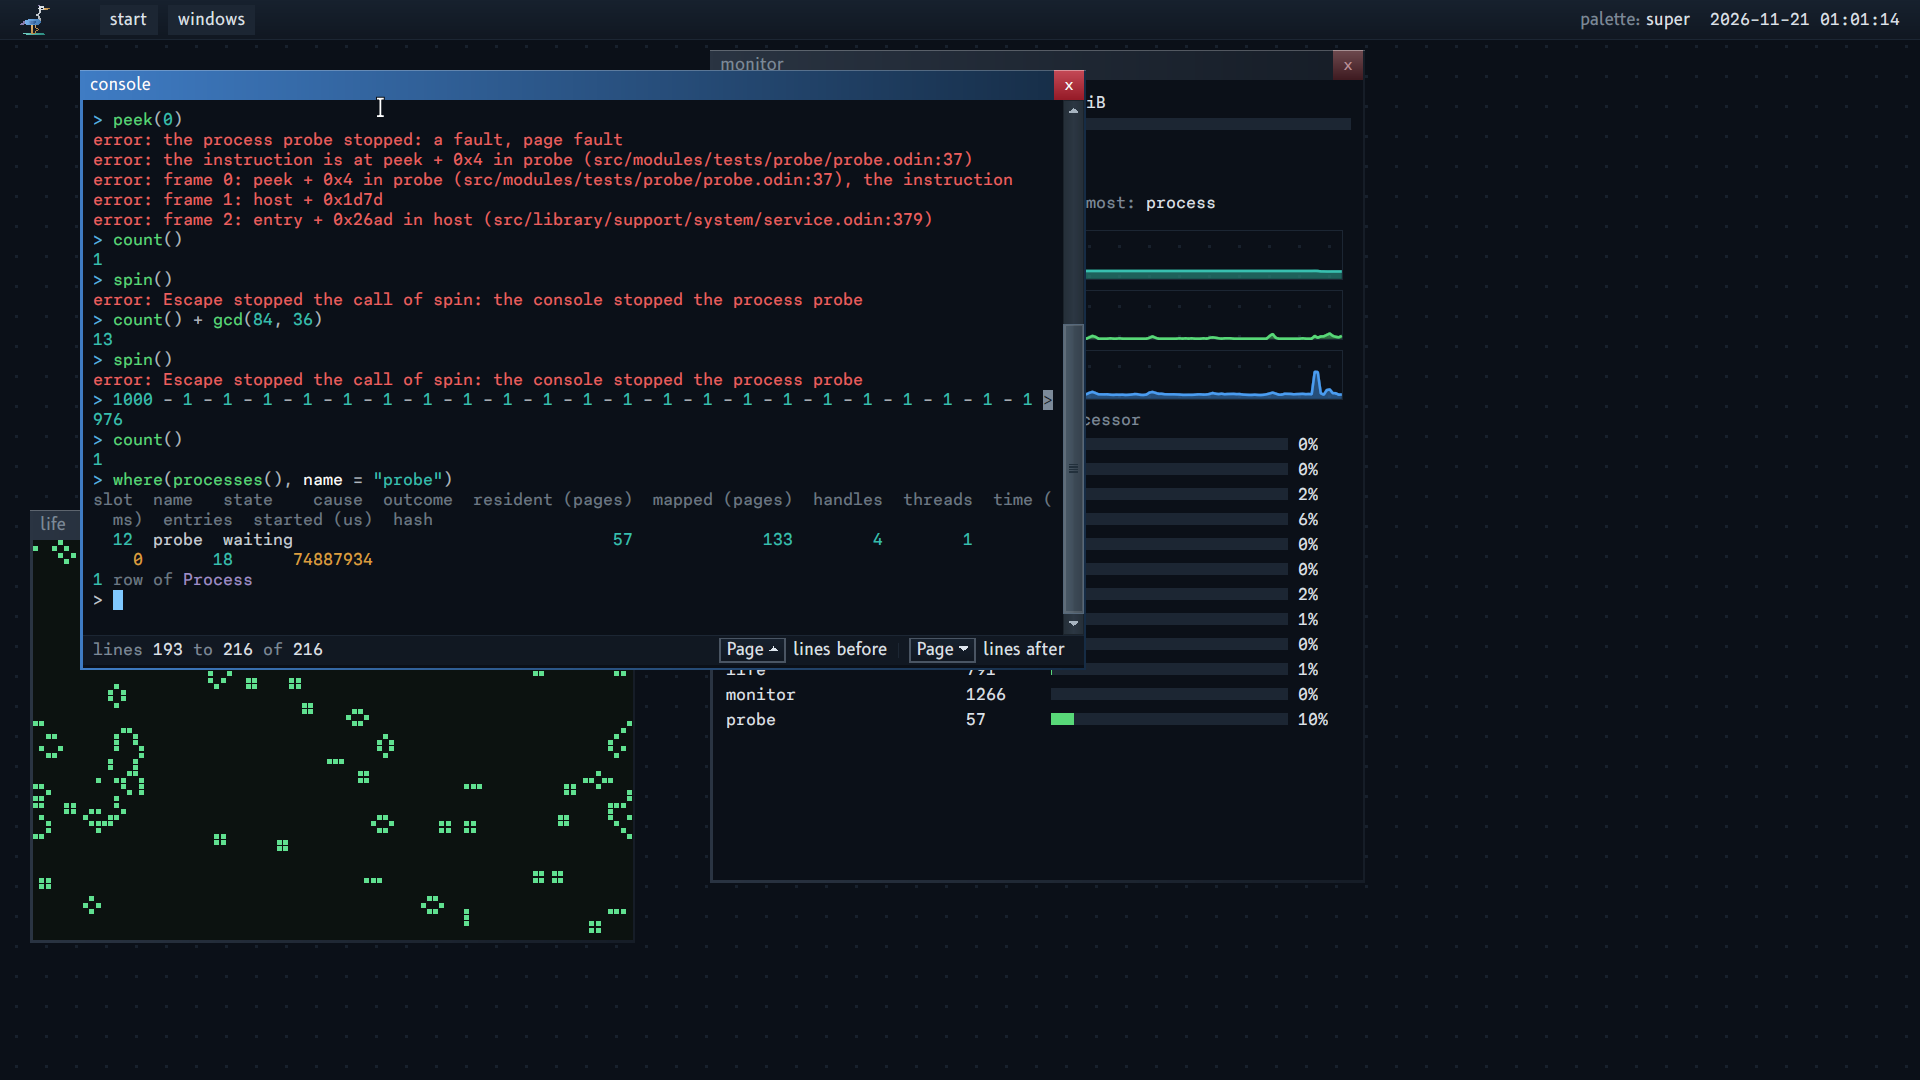 start windows palette: super 2026-11-21 01:01:14
monitor x
console x
iB
> peek(0)
error: the process probe stopped: a fault, page fault
error: the instruction is at peek + 0x4 in probe (src/modules/tests/probe/probe.odin:37)
error: frame 0: peek + 0x4 in probe (src/modules/tests/probe/probe.odin:37), the instruction
error: frame 1: host + 0x1d7d
error: frame 2: entry + 0x26ad in host (src/library/support/system/service.odin:379)
> count()
1
> spin()
error: Escape stopped the call of spin: the console stopped the process probe
> count() + gcd(84, 36)
13
> spin()
error: Escape stopped the call of spin: the console stopped the process probe
> 1000 - 1 - 1 - 1 - 1 - 1 - 1 - 1 - 1 - 1 - 1 - 1 - 1 - 1 - 1 - 1 - 1 - 1 - 1 - 1 - 1 - 1 - 1 >
976
> count()
1
> where(processes(), name = "probe")
slot name state cause outcome resident (pages) mapped (pages) handles threads time (
ms) entries started (us) hash
12 probe waiting 57 133 4 1
0 18 74887934
1 row of Process
>
lines 193 to 216 of 216 Page lines before Page lines after
most: process
cessor
0%
0%
2%
6%
0%
0%
2%
1%
0%
1%
monitor 1266 0%
probe 57 10%
life